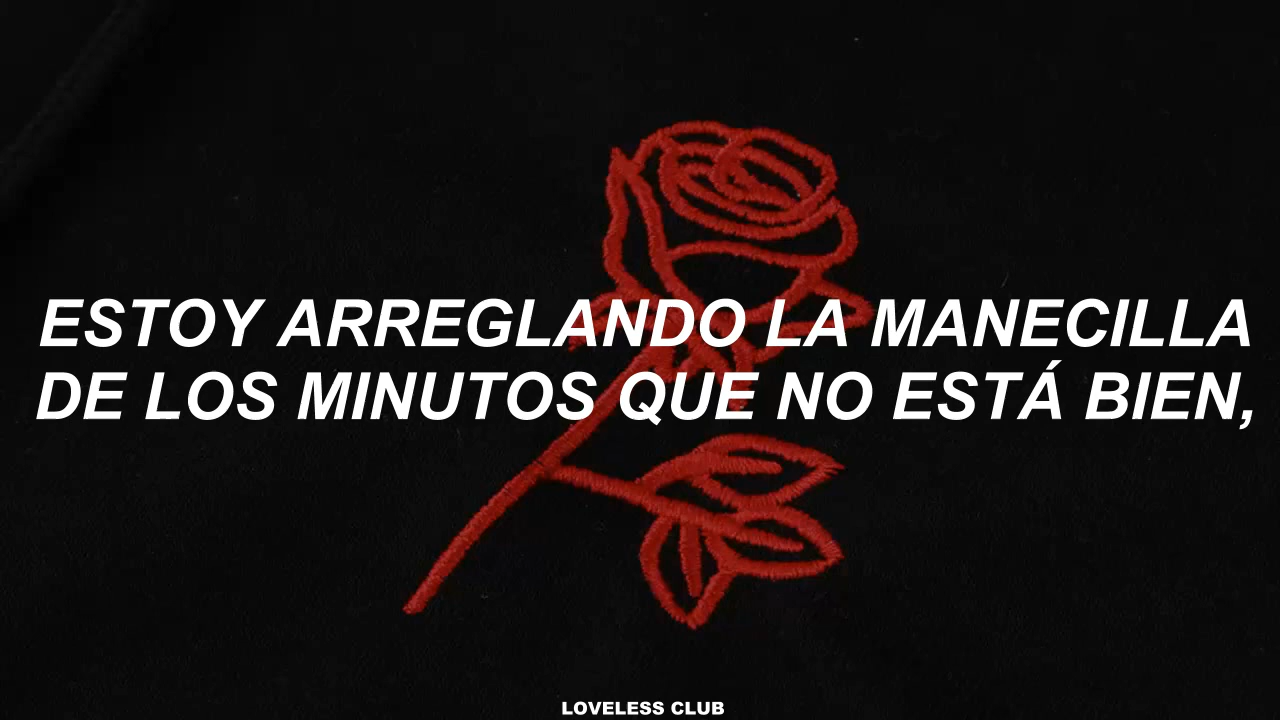 ESTOY ARREGLANDO LA MANECILLA
DE LOS MINUTOS QUE NO ESTÁ BIEN,
LOVELESS CLUB